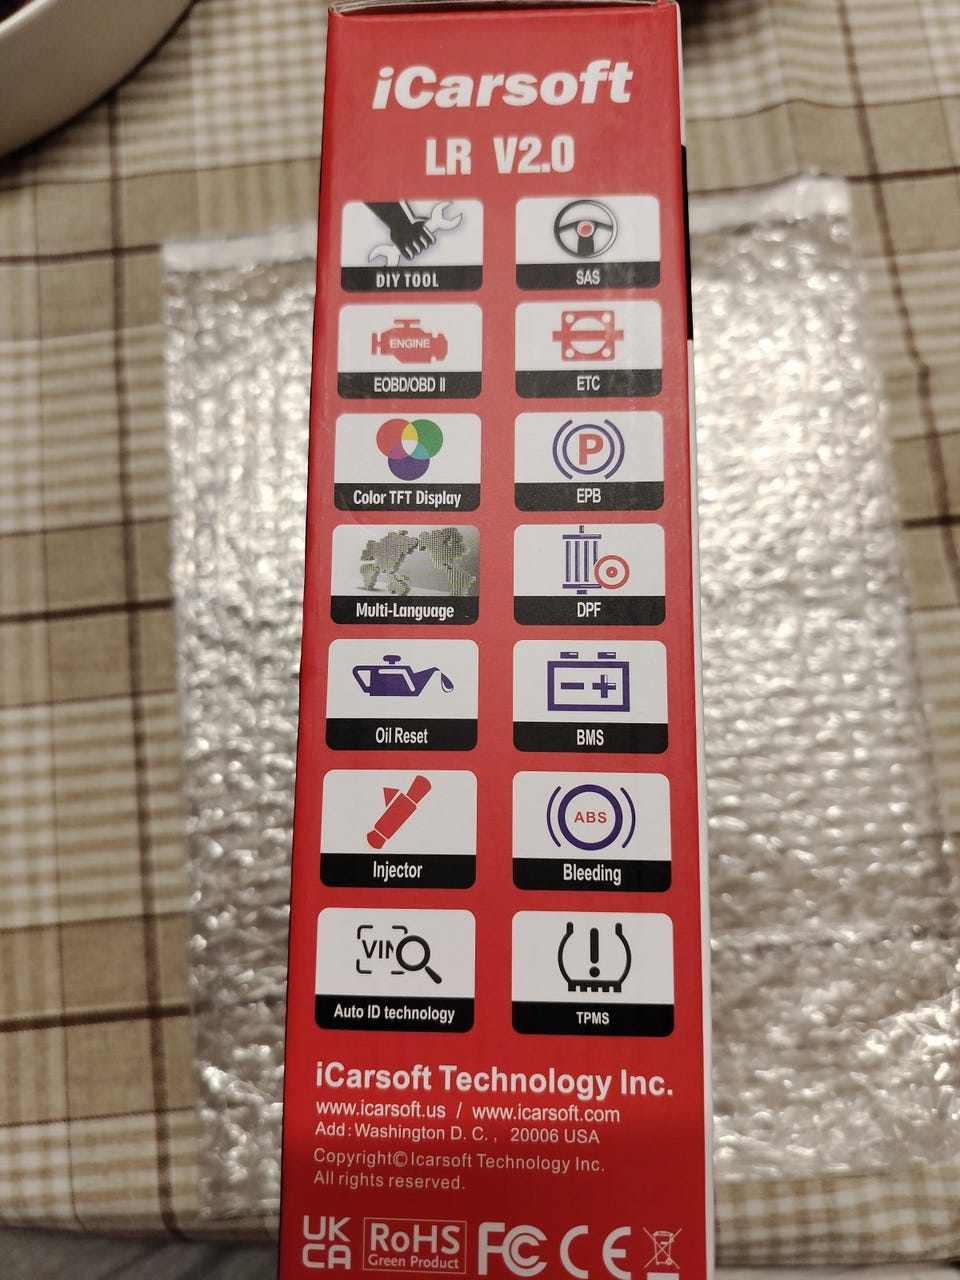 iCarsoft
LR V2.0
DIY TOOL
SAS
ENGINE
EOBD/OBD II
ETC
Color TFT Display
P
EPB
Multi-Language
DPF
Oil Reset
BMS
Injector
ABS
Bleeding
VIN
Auto ID technology
!
TPMS
iCarsoft Technology Inc.
www.icarsoft.us / www.icarsoft.com
Add:Washington D. C. , 20006 USA
Copyright© Icarsoft Technology Inc.
All rights reserved.
UK
CA
RoHS
Green Product
FC CE